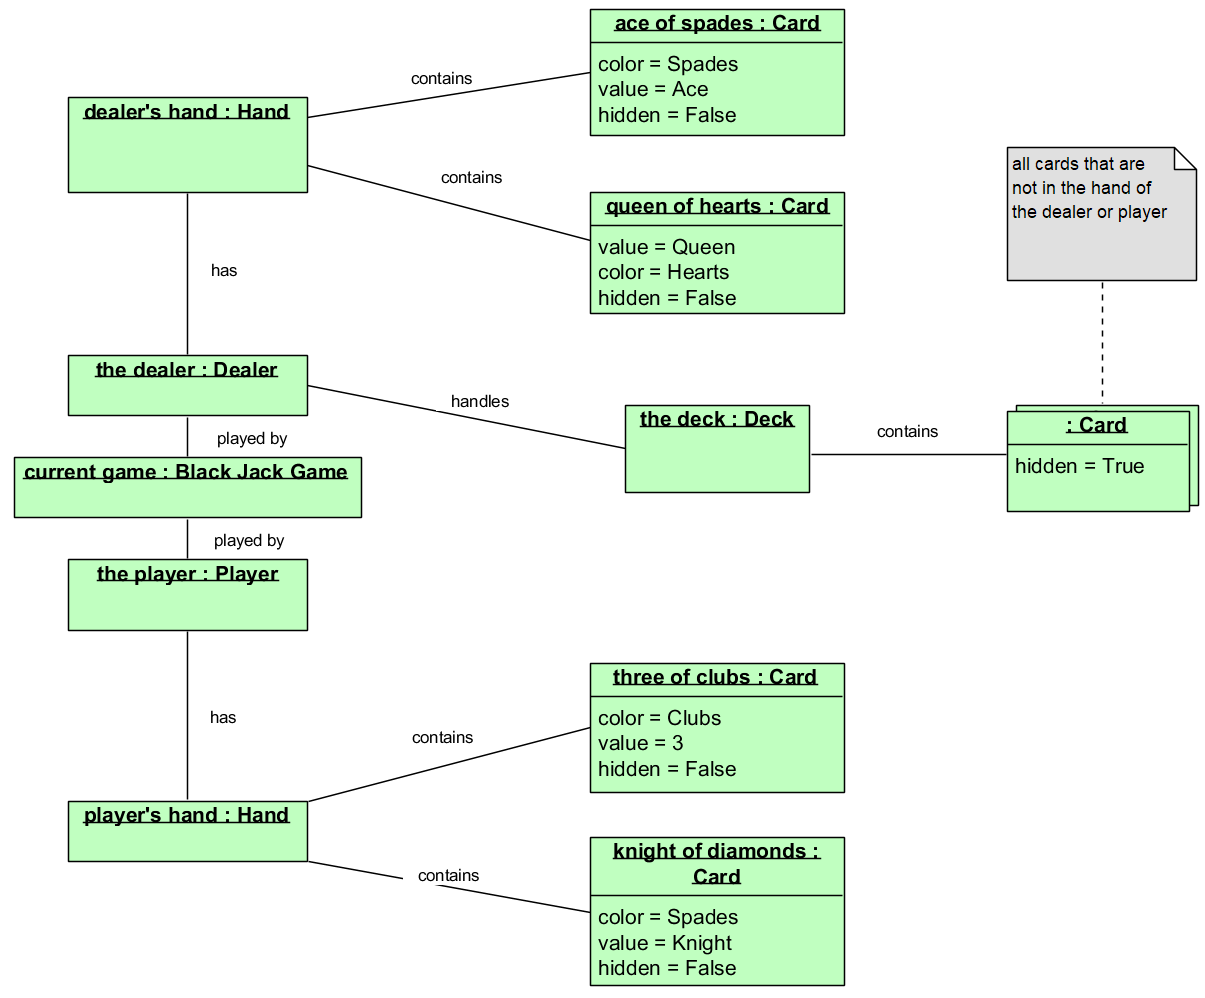 ace of spades : Card
color = Spades
value = Ace
hidden = False
contains
dealer's hand : Hand
contains
queen of hearts : Card
value = Queen
color = Hearts
hidden = False
all cards that are
not in the hand of
the dealer or player
has
the dealer : Dealer
handles
the deck : Deck
contains
: Card
hidden = True
played by
current game : Black Jack Game
played by
the player : Player
has
three of clubs : Card
color = Clubs
value = 3
hidden = False
contains
player's hand : Hand
contains
knight of diamonds :
Card
color = Spades
value = Knight
hidden = False